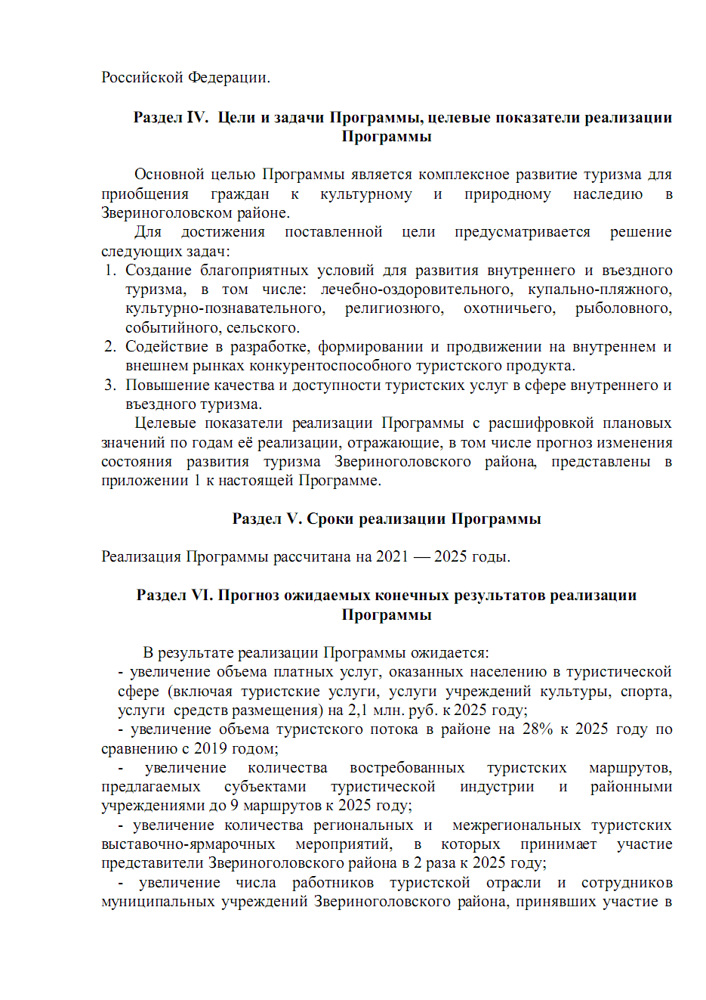 Российской Федерации.
Раздел IV. Цели и задачи Программы, целевые показатели реализации
Программы
Основной целью Программы является комплексное развитие туризма для
приобщения граждан к культурному и природному наследию в
Звериноголовском районе.
Для достижения поставленной цели предусматривается решение
следующих задач:
1. Создание благоприятных условий для развития внутреннего и въездного
туризма, в том числе: лечебно-оздоровительного, купально-пляжного,
культурно-познавательного, религиозного, охотничьего, рыболовного,
событийного, сельского.
2. Содействие в разработке, формировании и продвижении на внутреннем и
внешнем рынках конкурентоспособного туристского продукта.
3. Повышение качества и доступности туристских услуг в сфере внутреннего и
въездного туризма.
Целевые показатели реализации Программы с расшифровкой плановых
значений по годам её реализации, отражающие, в том числе прогноз изменения
состояния развития туризма Звериноголовского района, представлены в
приложении 1 к настоящей Программе.
Раздел V. Сроки реализации Программы
Реализация Программы рассчитана на 2021 — 2025 годы.
Раздел VI. Прогноз ожидаемых конечных результатов реализации
Программы
В результате реализации Программы ожидается:
- увеличение объема платных услуг, оказанных населению в туристической
сфере (включая туристские услуги, услуги учреждений культуры, спорта,
услуги средств размещения) на 2,1 млн. руб. к 2025 году;
- увеличение объема туристского потока в районе на 28% к 2025 году по
сравнению с 2019 годом;
- увеличение количества востребованных туристских маршрутов,
предлагаемых субъектами туристической индустрии и районными
учреждениями до 9 маршрутов к 2025 году;
- увеличение количества региональных и межрегиональных туристских
выставочно-ярмарочных мероприятий, в которых принимает участие
представители Звериноголовского района в 2 раза к 2025 году;
- увеличение числа работников туристской отрасли и сотрудников
муниципальных учреждений Звериноголовского района, принявших участие в